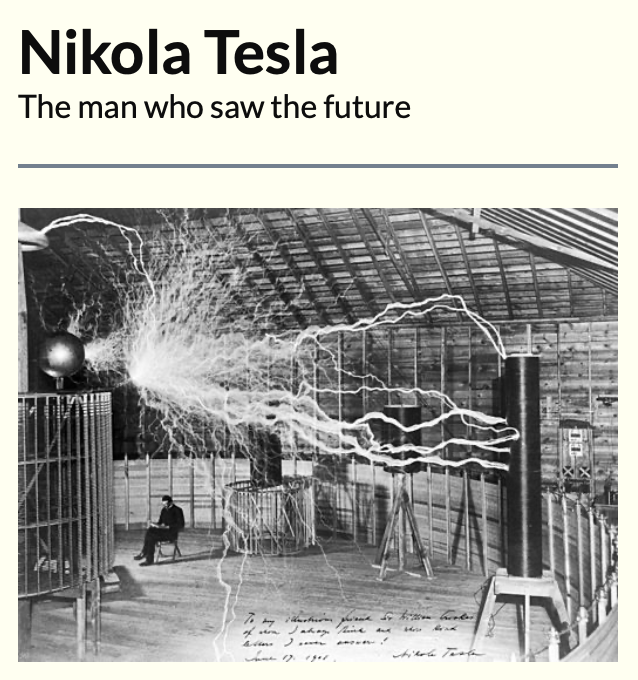 Nikola Tesla
The man who saw the future
To my illustrious friend Sir William Crookes
of whom I always think and whose kind
letters I never answer!
June 17. 1901. Nikola Tesla